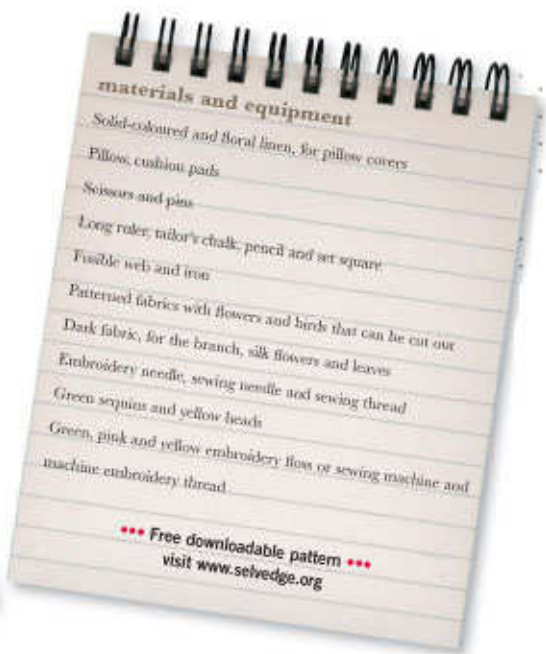 materials and equipment
Solid-coloured and floral linen, for pillow covers
Pillow, cushion pads
Scissors and pins
Long ruler, tailor's chalk, pencil and set square
Fusible web and iron
Patterned fabrics with flowers and birds that can be cut out
Dark fabric, for the branch, silk flowers and leaves
Embroidery needle, sewing needle and sewing thread
Green sequins and yellow beads
Green, pink and yellow embroidery floss or sewing machine and
machine embroidery thread
••• Free downloadable pattern •••
visit www.selvedge.org